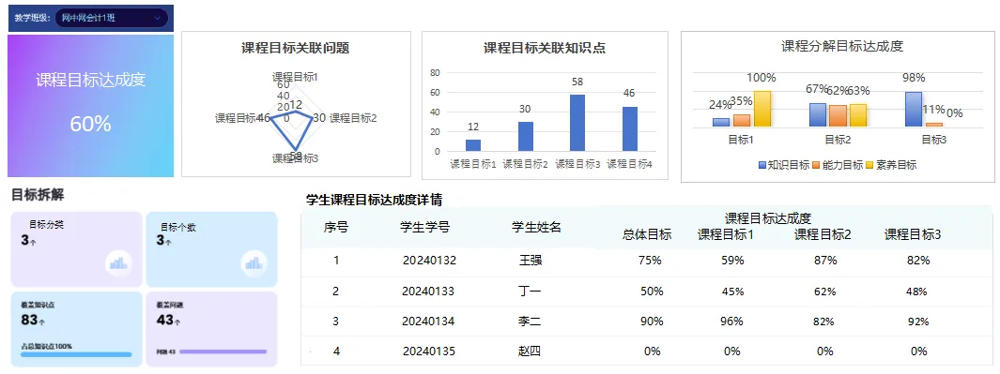 教学班级： 网中网会计1班
课程目标达成度
60%
课程目标关联问题
课程目标1
60
40
20
0
12
课程目标4
46
30
课程目标2
58
课程目标3
课程目标关联知识点
80
60
40
20
0
12
30
58
46
课程目标1 课程目标2 课程目标3 课程目标4
课程分解目标达成度
24% 35% 100%
67% 62% 63%
98% 11% 0%
目标1 目标2 目标3
知识目标 能力目标 素养目标
目标拆解
目标分类
3个
目标个数
3个
覆盖知识点
83个
占总知识点100%
覆盖问题
43个
问题 43
学生课程目标达成度详情
序号 学生学号 学生姓名 课程目标达成度
总体目标 课程目标1 课程目标2 课程目标3
1 20240132 王强 75% 59% 87% 82%
2 20240133 丁一 50% 45% 62% 48%
3 20240134 李二 90% 96% 82% 92%
4 20240135 赵四 0% 0% 0% 0%